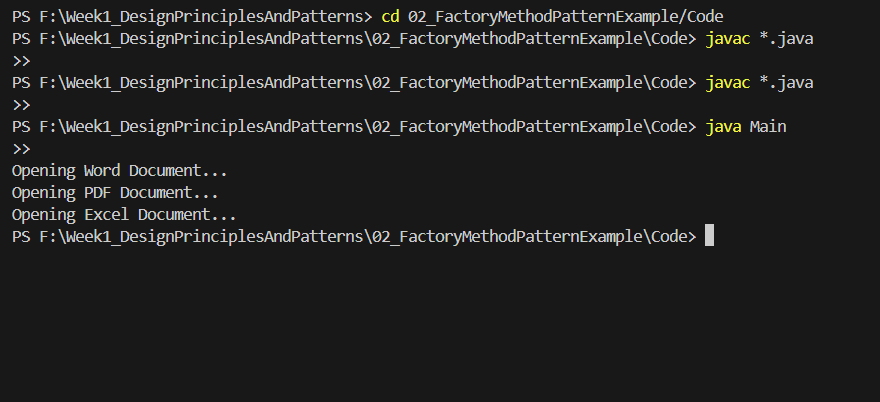 PS F:\Week1_DesignPrinciplesAndPatterns> cd 02_FactoryMethodPatternExample/Code
PS F:\Week1_DesignPrinciplesAndPatterns\02_FactoryMethodPatternExample\Code> javac *.java
>>
PS F:\Week1_DesignPrinciplesAndPatterns\02_FactoryMethodPatternExample\Code> javac *.java
>>
PS F:\Week1_DesignPrinciplesAndPatterns\02_FactoryMethodPatternExample\Code> java Main
>>
Opening Word Document...
Opening PDF Document...
Opening Excel Document...
PS F:\Week1_DesignPrinciplesAndPatterns\02_FactoryMethodPatternExample\Code>